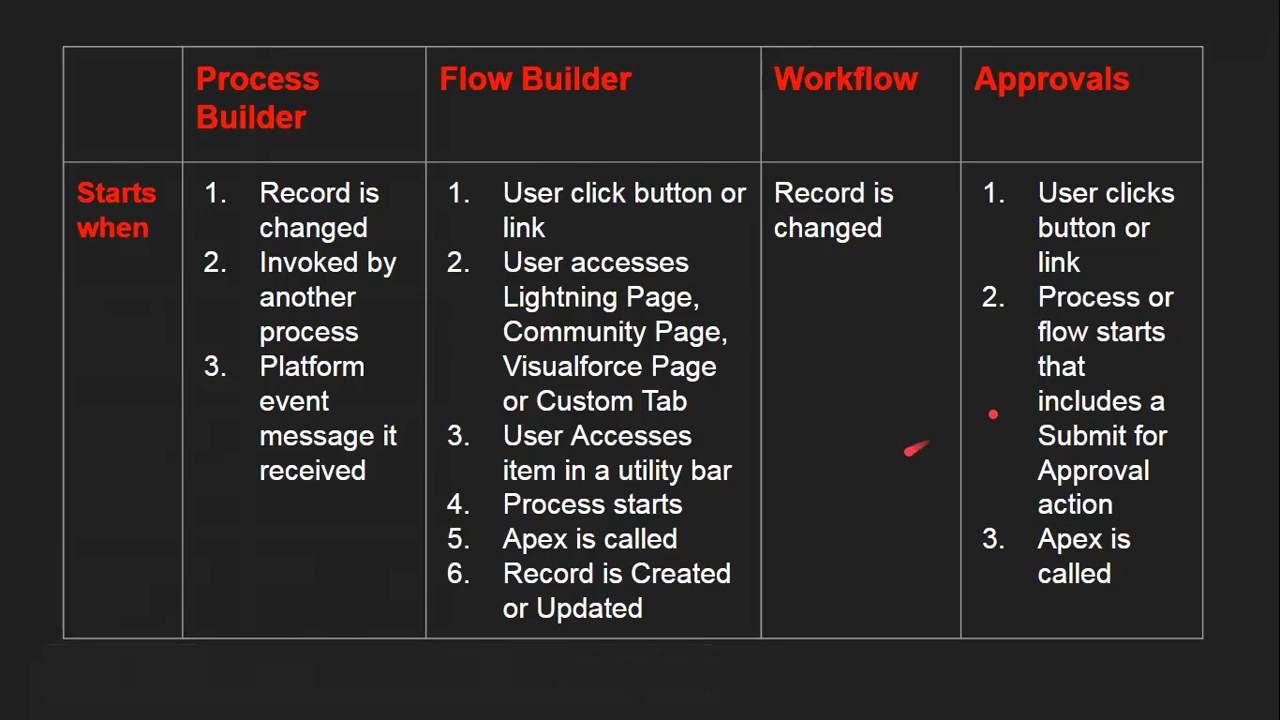 Process
Builder
Flow Builder
Workflow
Approvals
Starts
when
1. Record is
changed
2. Invoked by
another
process
3. Platform
event
message it
received
1. User click button or
link
2. User accesses
Lightning Page,
Community Page,
Visualforce Page
or Custom Tab
3. User Accesses
item in a utility bar
4. Process starts
5. Apex is called
6. Record is Created
or Updated
Record is
changed
1. User clicks
button or
link
2. Process or
flow starts
that
includes a
Submit for
Approval
action
3. Apex is
called